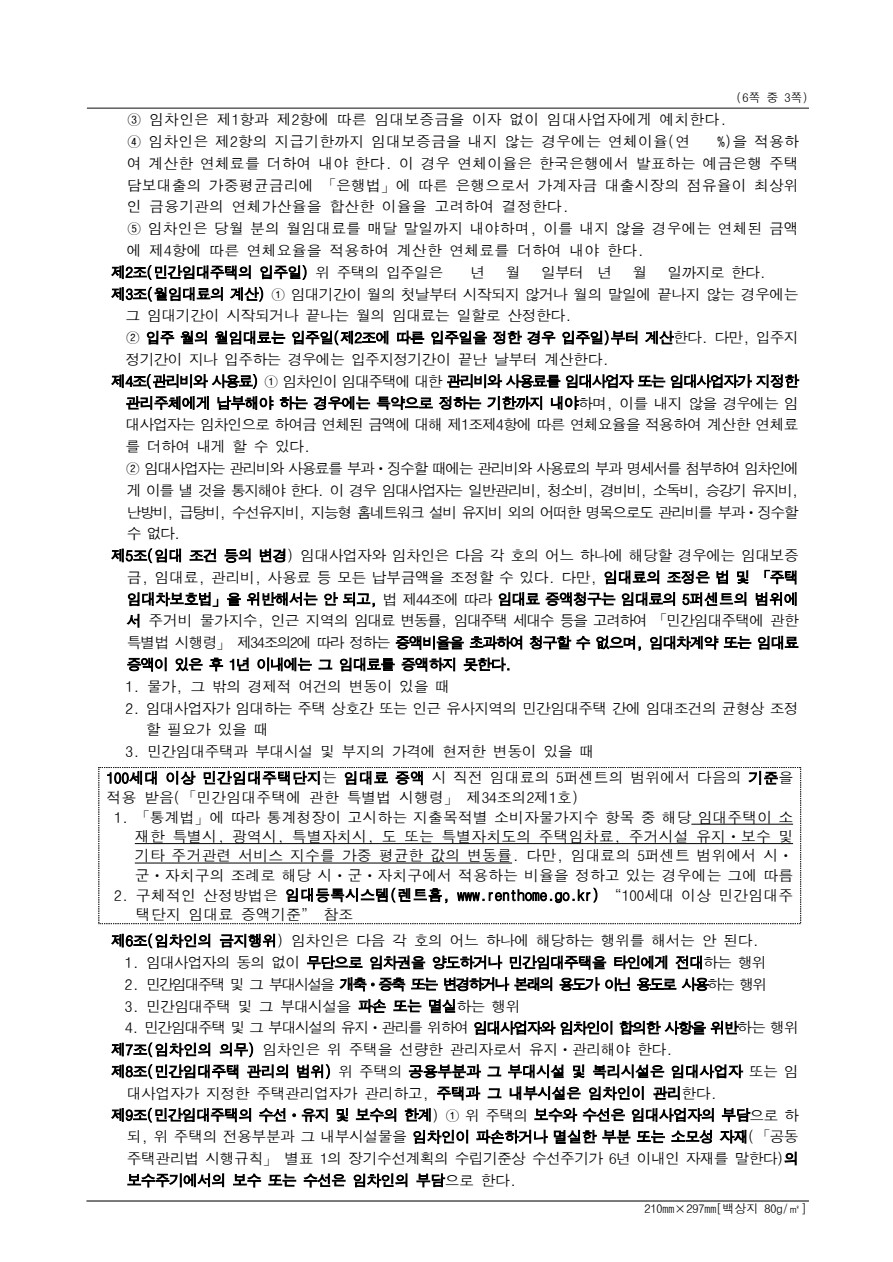 (6쪽 중 3쪽)
③ 임차인은 제1항과 제2항에 따른 임대보증금을 이자 없이 임대사업자에게 예치한다.
④ 임차인은 제2항의 지급기한까지 임대보증금을 내지 않는 경우에는 연체이율(연 %)을 적용하
여 계산한 연체료를 더하여 내야 한다. 이 경우 연체이율은 한국은행에서 발표하는 예금은행 주택
담보대출의 가중평균금리에 「은행법」에 따른 은행으로서 가계자금 대출시장의 점유율이 최상위
인 금융기관의 연체가산율을 합산한 이율을 고려하여 결정한다.
⑤ 임차인은 당월 분의 월임대료를 매달 말일까지 내야하며, 이를 내지 않을 경우에는 연체된 금액
에 제4항에 따른 연체요율을 적용하여 계산한 연체료를 더하여 내야 한다.
제2조(민간임대주택의 입주일) 위 주택의 입주일은 년 월 일부터 년 월 일까지로 한다.
제3조(월임대료의 계산) ① 임대기간이 월의 첫날부터 시작되지 않거나 월의 말일에 끝나지 않는 경우에는
그 임대기간이 시작되거나 끝나는 월의 임대료는 일할로 산정한다.
② 입주 월의 월임대료는 입주일(제2조에 따른 입주일을 정한 경우 입주일)부터 계산한다. 다만, 입주지
정기간이 지나 입주하는 경우에는 입주지정기간이 끝난 날부터 계산한다.
제4조(관리비와 사용료) ① 임차인이 임대주택에 대한 관리비와 사용료를 임대사업자 또는 임대사업자가 지정한
관리주체에게 납부해야 하는 경우에는 특약으로 정하는 기한까지 내야하며, 이를 내지 않을 경우에는 임
대사업자는 임차인으로 하여금 연체된 금액에 대해 제1조제4항에 따른 연체요율을 적용하여 계산한 연체료
를 더하여 내게 할 수 있다.
② 임대사업자는 관리비와 사용료를 부과·징수할 때에는 관리비와 사용료의 부과 명세서를 첨부하여 임차인에
게 이를 낼 것을 통지해야 한다. 이 경우 임대사업자는 일반관리비, 청소비, 경비비, 소독비, 승강기 유지비,
난방비, 급탕비, 수선유지비, 지능형 홈네트워크 설비 유지비 외의 어떠한 명목으로도 관리비를 부과·징수할
수 없다.
제5조(임대 조건 등의 변경) 임대사업자와 임차인은 다음 각 호의 어느 하나에 해당할 경우에는 임대보증
금, 임대료, 관리비, 사용료 등 모든 납부금액을 조정할 수 있다. 다만, 임대료의 조정은 법 및 「주택
임대차보호법」을 위반해서는 안 되고, 법 제44조에 따라 임대료 증액청구는 임대료의 5퍼센트의 범위에
서 주거비 물가지수, 인근 지역의 임대료 변동률, 임대주택 세대수 등을 고려하여 「민간임대주택에 관한
특별법 시행령」 제34조의2에 따라 정하는 증액비율을 초과하여 청구할 수 없으며, 임대차계약 또는 임대료
증액이 있은 후 1년 이내에는 그 임대료를 증액하지 못한다.
1. 물가, 그 밖의 경제적 여건의 변동이 있을 때
2. 임대사업자가 임대하는 주택 상호간 또는 인근 유사지역의 민간임대주택 간에 임대조건의 균형상 조정
할 필요가 있을 때
3. 민간임대주택과 부대시설 및 부지의 가격에 현저한 변동이 있을 때
100세대 이상 민간임대주택단지는 임대료 증액 시 직전 임대료의 5퍼센트의 범위에서 다음의 기준을
적용 받음(「민간임대주택에 관한 특별법 시행령」 제34조의2제1호)
1. 「통계법」에 따라 통계청장이 고시하는 지출목적별 소비자물가지수 항목 중 해당 임대주택이 소
재한 특별시, 광역시, 특별자치시, 도 또는 특별자치도의 주택임차료, 주거시설 유지·보수 및
기타 주거관련 서비스 지수를 가중 평균한 값의 변동률. 다만, 임대료의 5퍼센트 범위에서 시·
군·자치구의 조례로 해당 시·군·자치구에서 적용하는 비율을 정하고 있는 경우에는 그에 따름
2. 구체적인 산정방법은 임대등록시스템(렌트홈, www.renthome.go.kr) “100세대 이상 민간임대주
택단지 임대료 증액기준” 참조
제6조(임차인의 금지행위) 임차인은 다음 각 호의 어느 하나에 해당하는 행위를 해서는 안 된다.
1. 임대사업자의 동의 없이 무단으로 임차권을 양도하거나 민간임대주택을 타인에게 전대하는 행위
2. 민간임대주택 및 그 부대시설을 개축·증축 또는 변경하거나 본래의 용도가 아닌 용도로 사용하는 행위
3. 민간임대주택 및 그 부대시설을 파손 또는 멸실하는 행위
4. 민간임대주택 및 그 부대시설의 유지·관리를 위하여 임대사업자와 임차인이 합의한 사항을 위반하는 행위
제7조(임차인의 의무) 임차인은 위 주택을 선량한 관리자로서 유지·관리해야 한다.
제8조(민간임대주택 관리의 범위) 위 주택의 공용부분과 그 부대시설 및 복리시설은 임대사업자 또는 임
대사업자가 지정한 주택관리업자가 관리하고, 주택과 그 내부시설은 임차인이 관리한다.
제9조(민간임대주택의 수선·유지 및 보수의 한계) ① 위 주택의 보수와 수선은 임대사업자의 부담으로 하
되, 위 주택의 전용부분과 그 내부시설물을 임차인이 파손하거나 멸실한 부분 또는 소모성 자재(「공동
주택관리법 시행규칙」 별표 1의 장기수선계획의 수립기준상 수선주기가 6년 이내인 자재를 말한다)의
보수주기에서의 보수 또는 수선은 임차인의 부담으로 한다.
210mm×297mm[백상지 80g/㎡]